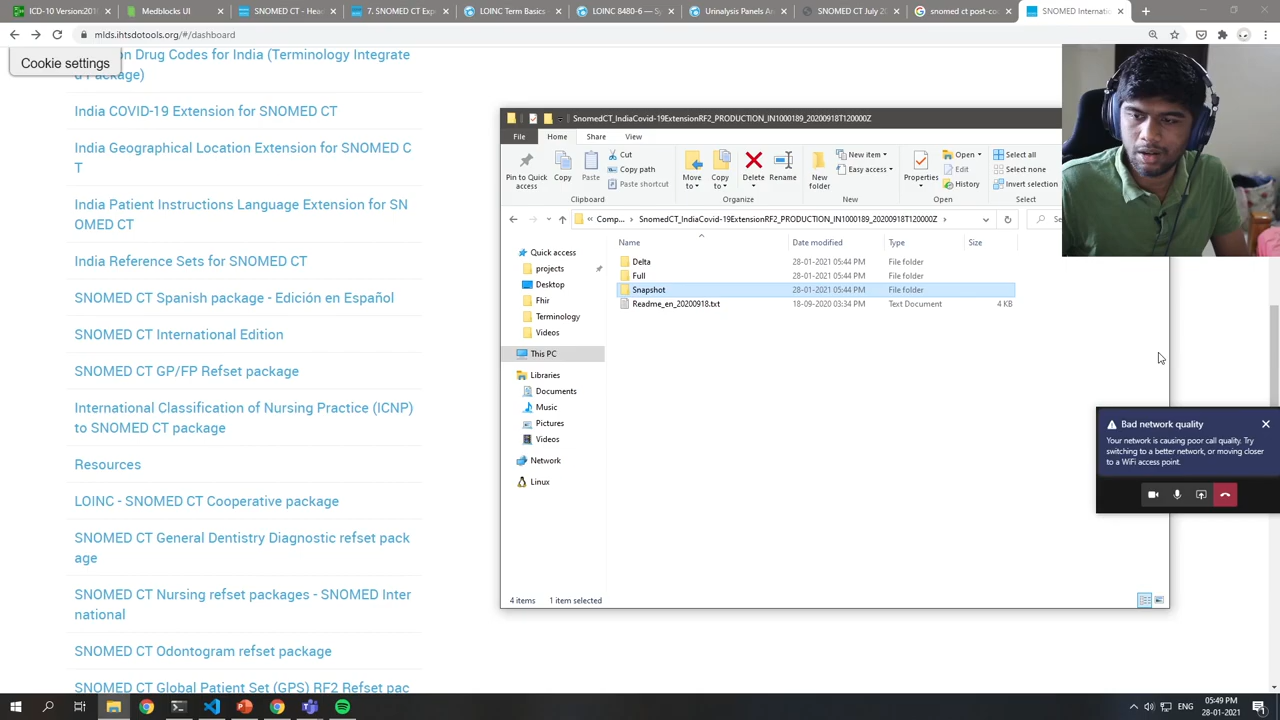 ICD-10 Version:201
Medblocks UI
SNOMED CT - Hea
7. SNOMED CT Exp
LOINC Term Basics
LOINC 8480-6 — Sy
Urinalysis Panels An
SNOMED CT July 20
snomed ct post-co
SNOMED Internatio
mlds.ihtsdotools.org/#/dashboard
Cookie settings
on Drug Codes for India (Terminology Integrate
d Package)
India COVID-19 Extension for SNOMED CT
India Geographical Location Extension for SNOMED C
T
India Patient Instructions Language Extension for SN
OMED CT
India Reference Sets for SNOMED CT
SNOMED CT Spanish package - Edición en Español
SNOMED CT International Edition
SNOMED CT GP/FP Refset package
International Classification of Nursing Practice (ICNP)
to SNOMED CT package
Resources
LOINC - SNOMED CT Cooperative package
SNOMED CT General Dentistry Diagnostic refset pack
age
SNOMED CT Nursing refset packages - SNOMED Inter
national
SNOMED CT Odontogram refset package
SNOMED CT Global Patient Set (GPS) RF2 Refset pac
SnomedCT_IndiaCovid-19ExtensionRF2_PRODUCTION_IN1000189_20200918T120000Z
File Home Share View
Pin to Quick access
Copy
Paste
Cut
Copy path
Paste shortcut
Clipboard
Move to
Copy to
Delete
Rename
Organize
New folder
New item
Easy access
New
Properties
Open
Edit
History
Open
Select all
Select none
Invert selection
Select
« Comp... › SnomedCT_IndiaCovid-19ExtensionRF2_PRODUCTION_IN1000189_20200918T120000Z ›
Se
Quick access
projects
Desktop
Fhir
Terminology
Videos
This PC
Libraries
Documents
Music
Pictures
Videos
Network
Linux
Name Date modified Type Size
Delta 28-01-2021 05:44 PM File folder
Full 28-01-2021 05:44 PM File folder
Snapshot 28-01-2021 05:44 PM File folder
Readme_en_20200918.txt 18-09-2020 03:34 PM Text Document 4 KB
4 items 1 item selected
Bad network quality
Your network is causing poor call quality. Try
switching to a better network, or moving closer
to a WiFi access point.
ENG
05:49 PM
28-01-2021
1